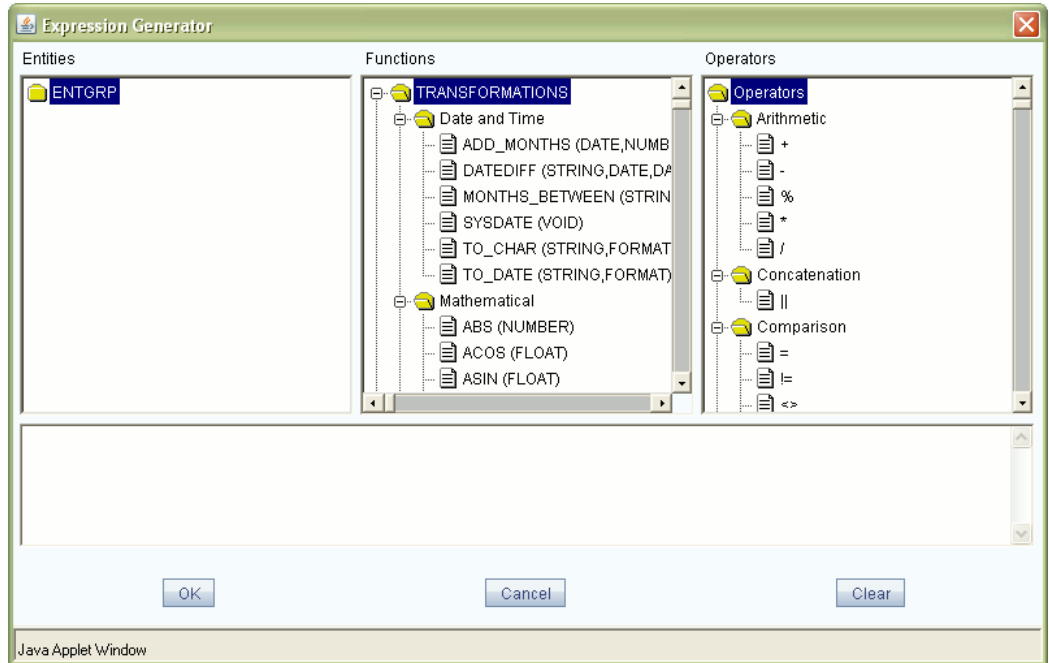 Expression Generator
Entities
ENTGRP
Functions
TRANSFORMATIONS
Date and Time
ADD_MONTHS (DATE,NUMB
DATEDIFF (STRING,DATE,DA
MONTHS_BETWEEN (STRIN
SYSDATE (VOID)
TO_CHAR (STRING,FORMAT
TO_DATE (STRING,FORMAT)
Mathematical
ABS (NUMBER)
ACOS (FLOAT)
ASIN (FLOAT)
Operators
Operators
Arithmetic
+
-
%
*
/
Concatenation
||
Comparison
=
!=
<>
OK
Cancel
Clear
Java Applet Window